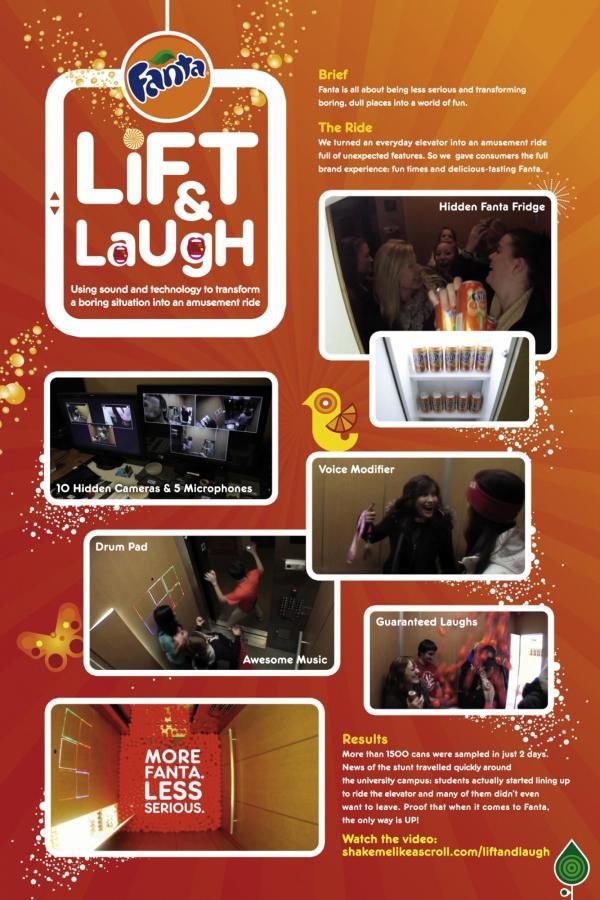 Fanta
LiFT
&
LaUgH
Using sound and technology to transform
a boring situation into an amusement ride
Brief
Fanta is all about being less serious and transforming
boring, dull places into a world of fun.
The Ride
We turned an everyday elevator into an amusement ride
full of unexpected features. So we gave consumers the full
brand experience: fun times and delicious-tasting Fanta.
Hidden Fanta Fridge
10 Hidden Cameras & 5 Microphones
Voice Modifier
Drum Pad
Awesome Music
Guaranteed Laughs
MORE
FANTA.
LESS
SERIOUS.
Results
More than 1500 cans were sampled in just 2 days.
News of the stunt travelled quickly around
the university campus: students actually started lining up
to ride the elevator and many of them didn't even
want to leave. Proof that when it comes to Fanta,
the only way is UP!
Watch the video:
shakemelikeascroll.com/liftandlaugh